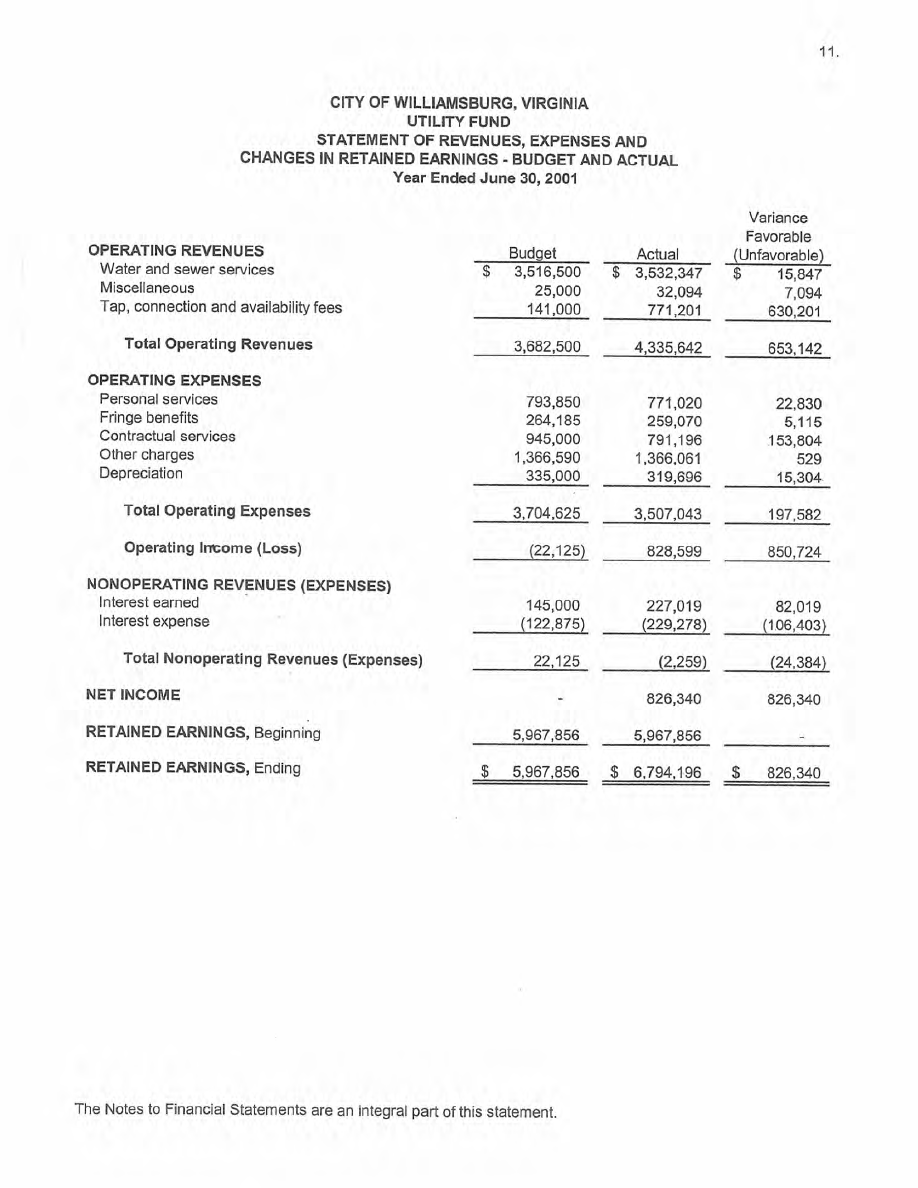 11.
CITY OF WILLIAMSBURG, VIRGINIA
UTILITY FUND
STATEMENT OF REVENUES, EXPENSES AND
CHANGES IN RETAINED EARNINGS - BUDGET AND ACTUAL
Year Ended June 30, 2001
Variance
Favorable
OPERATING REVENUES Budget Actual (Unfavorable)
Water and sewer services $ 3,516,500 $ 3,532,347 $ 15,847
Miscellaneous 25,000 32,094 7,094
Tap, connection and availability fees 141,000 771,201 630,201
Total Operating Revenues 3,682,500 4,335,642 653,142
OPERATING EXPENSES
Personal services 793,850 771,020 22,830
Fringe benefits 264,185 259,070 5,115
Contractual services 945,000 791,196 153,804
Other charges 1,366,590 1,366,061 529
Depreciation 335,000 319,696 15,304
Total Operating Expenses 3,704,625 3,507,043 197,582
Operating Income (Loss) (22,125) 828,599 850,724
NONOPERATING REVENUES (EXPENSES)
Interest earned 145,000 227,019 82,019
Interest expense (122,875) (229,278) (106,403)
Total Nonoperating Revenues (Expenses) 22,125 (2,259) (24,384)
NET INCOME - 826,340 826,340
RETAINED EARNINGS, Beginning 5,967,856 5,967,856 -
RETAINED EARNINGS, Ending $ 5,967,856 $ 6,794,196 $ 826,340
The Notes to Financial Statements are an integral part of this statement.